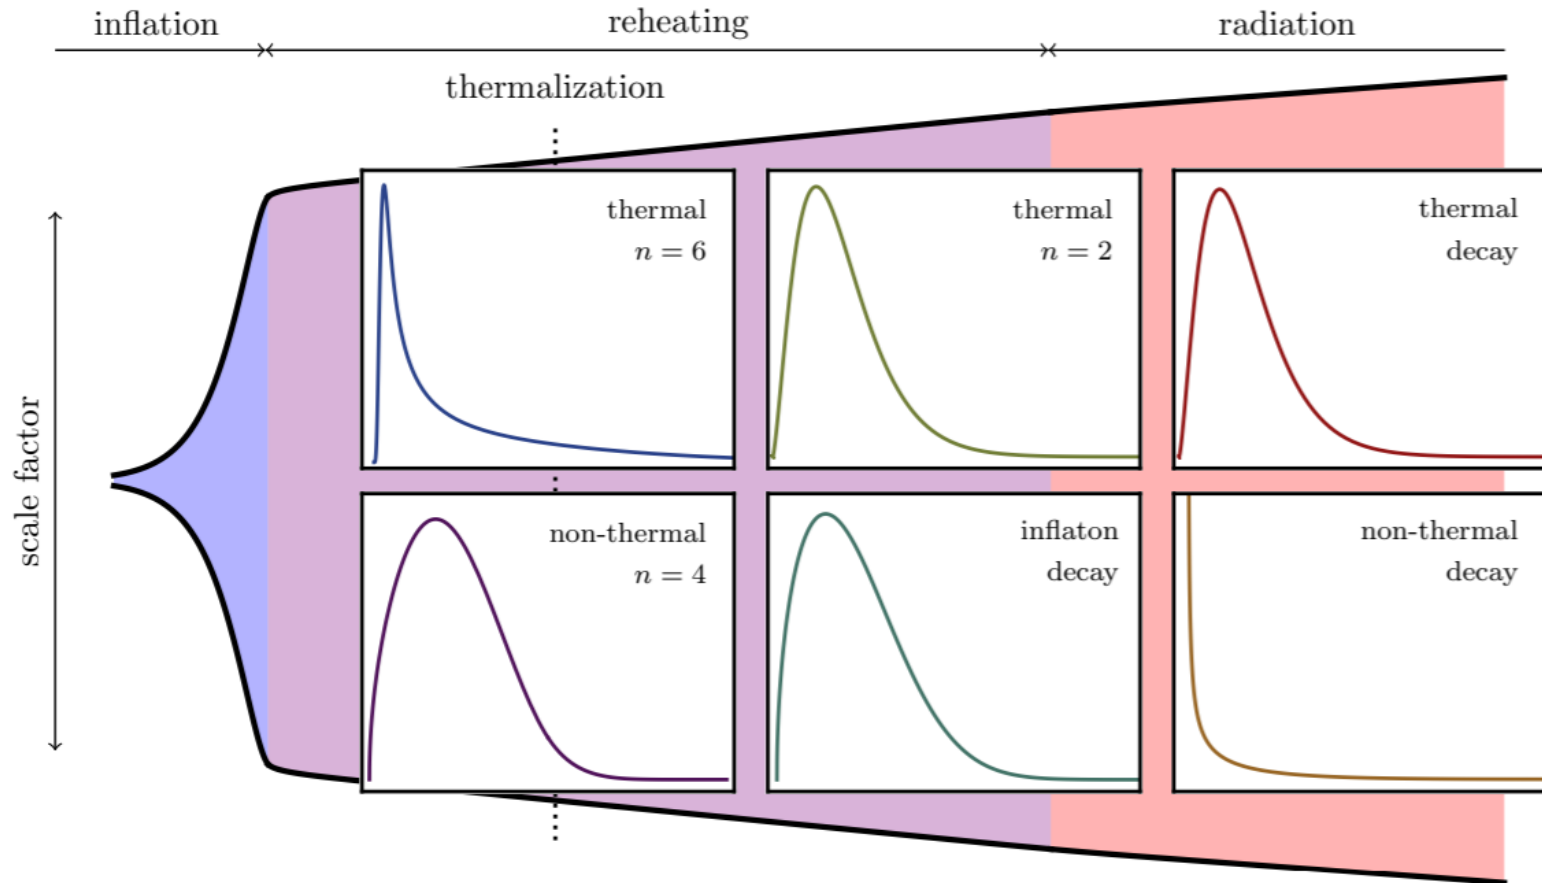 inflation
reheating
radiation
thermalization
scale factor
thermal
n = 6
thermal
n = 2
thermal
decay
non-thermal
n = 4
inflaton
decay
non-thermal
decay